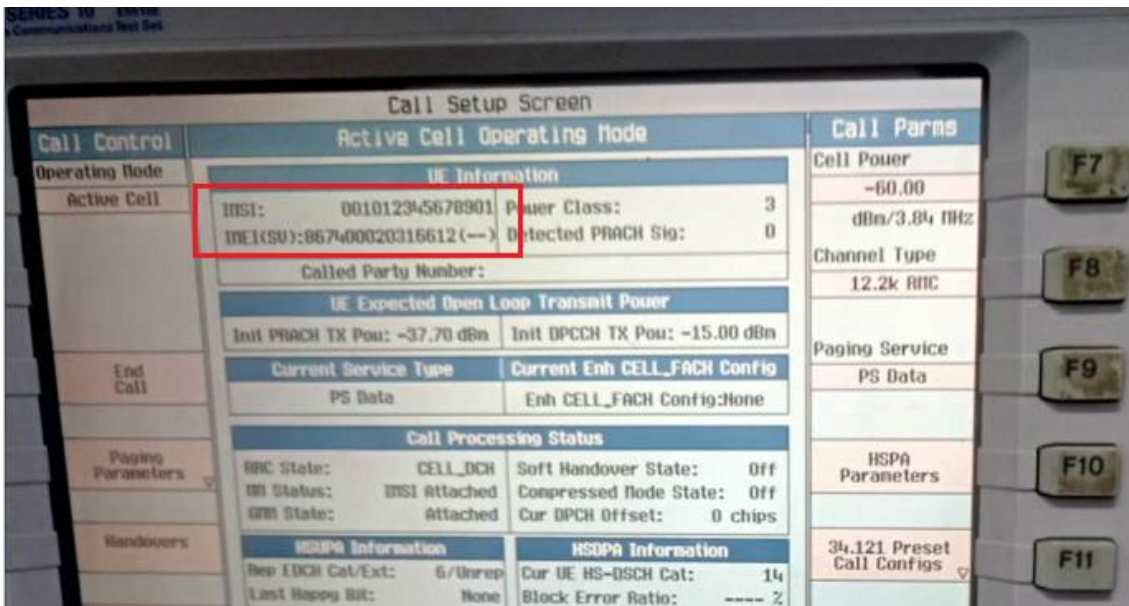 SERIES 10
Communications Test Set
Call Setup Screen
Call Control
Operating Mode
Active Cell
End
Call
Paging
Parameters
Handovers
Active Cell Operating Mode
UE Information
IMSI: 001012345678901
Power Class: 3
IMEI(SV):867400020316612(--)
Detected PRACH Sig: 0
Called Party Number:
UE Expected Open Loop Transmit Power
Init PRACH TX Pow: -37.70 dBm
Init DPCCH TX Pow: -15.00 dBm
Current Service Type
Current Enh CELL_FACH Config
PS Data
Enh CELL_FACH Config:None
Call Processing Status
RRC State: CELL_DCH
Soft Handover State: Off
MM Status: IMSI Attached
Compressed Mode State: Off
GMM State: Attached
Cur DPCH Offset: 0 chips
HSUPA Information
HSDPA Information
Rep EDCH Cat/Ext: 6/Unrep
Cur UE HS-DSCH Cat: 14
Last Happy Bit: None
Block Error Ratio: ---- %
Call Parms
Cell Power
-60.00
dBm/3.84 MHz
Channel Type
12.2k RMC
Paging Service
PS Data
HSPA
Parameters
34.121 Preset
Call Configs
F7
F8
F9
F10
F11